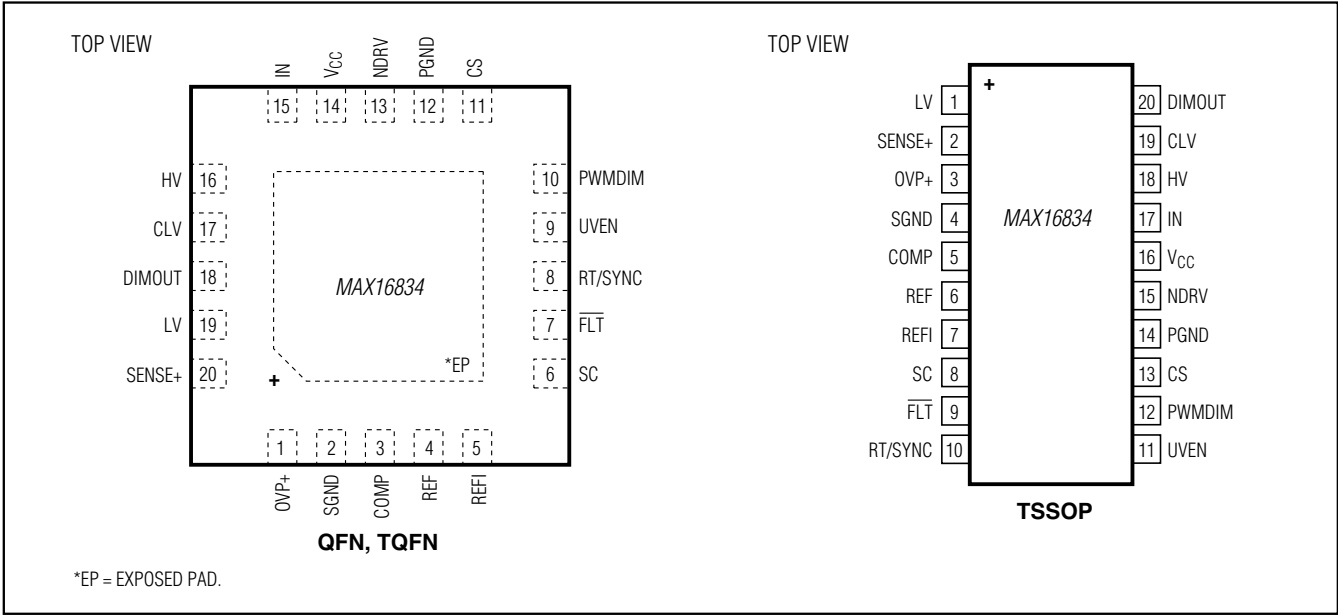 TOP VIEW
IN
VCC
NDRV
PGND
CS
15
14
13
12
11
HV 16
CLV 17
DIMOUT 18
LV 19
SENSE+ 20
10 PWMDIM
9 UVEN
8 RT/SYNC
7 FLT
6 SC
MAX16834
*EP
+
1
2
3
4
5
OVP+
SGND
COMP
REF
REFI
QFN, TQFN
*EP = EXPOSED PAD.
TOP VIEW
+
LV 1
SENSE+ 2
OVP+ 3
SGND 4
COMP 5
REF 6
REFI 7
SC 8
FLT 9
RT/SYNC 10
MAX16834
20 DIMOUT
19 CLV
18 HV
17 IN
16 VCC
15 NDRV
14 PGND
13 CS
12 PWMDIM
11 UVEN
TSSOP